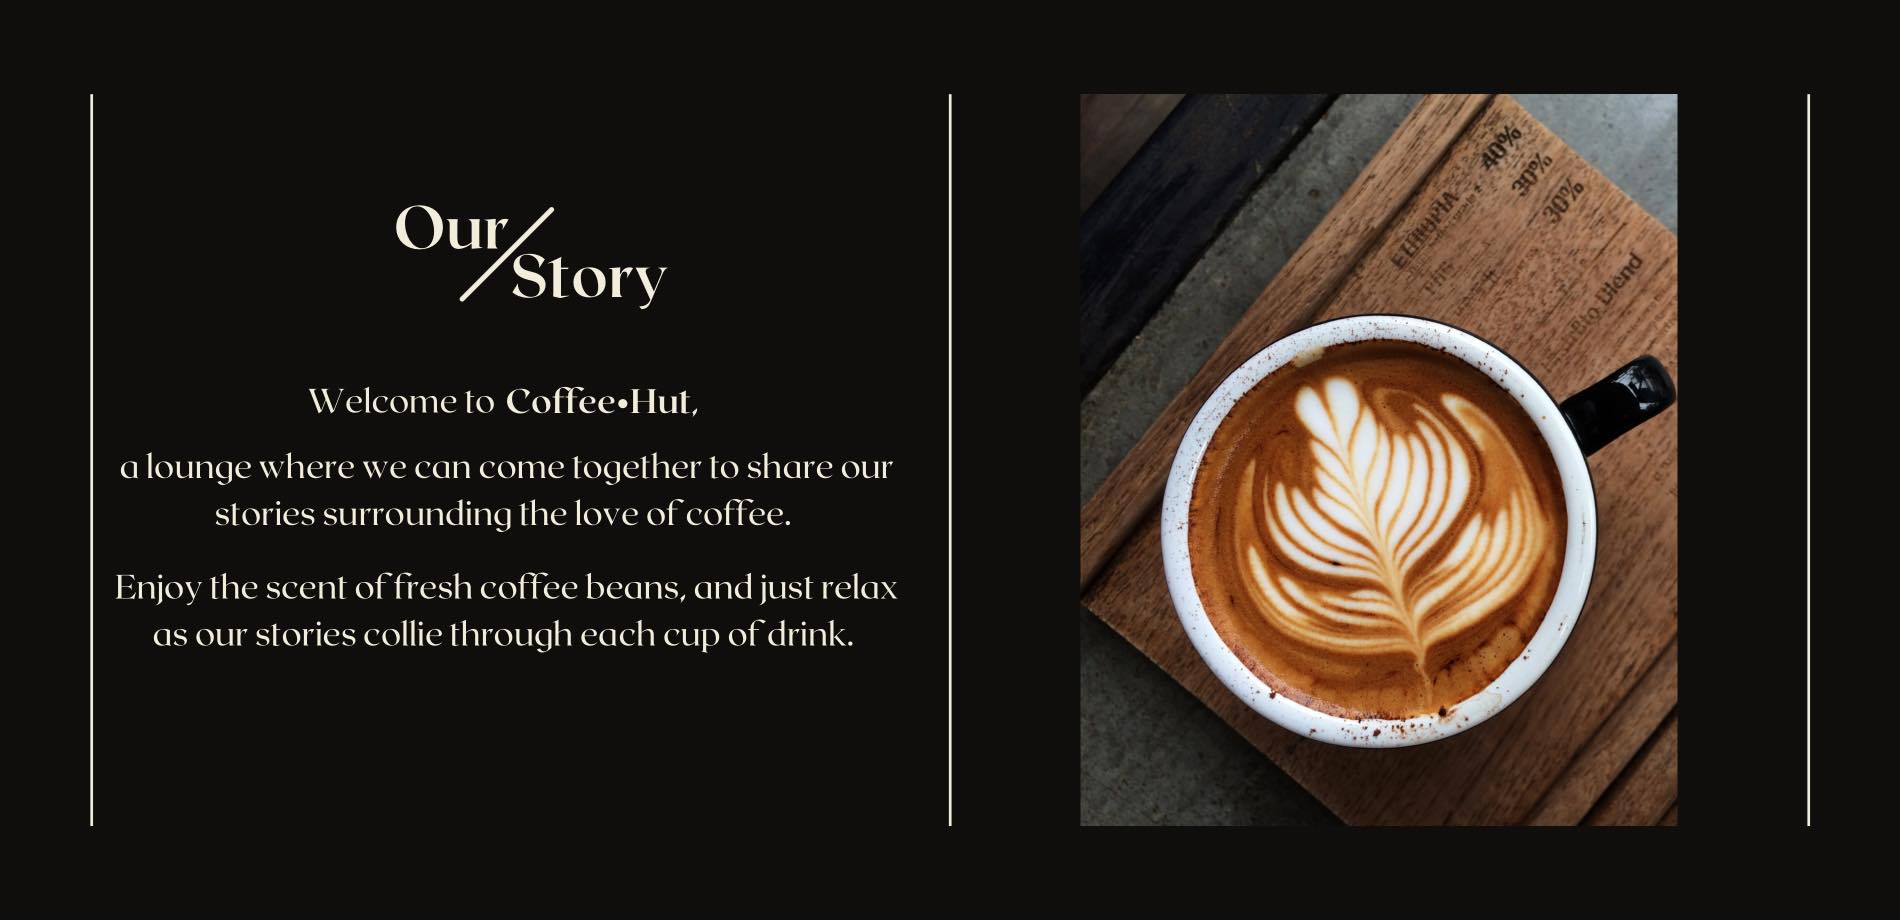 Our
Story
Welcome to Coffee•Hut,
a lounge where we can come together to share our
stories surrounding the love of coffee.
Enjoy the scent of fresh coffee beans, and just relax
as our stories collie through each cup of drink.
40%
30%
30%
ETHIOPIA
Blend